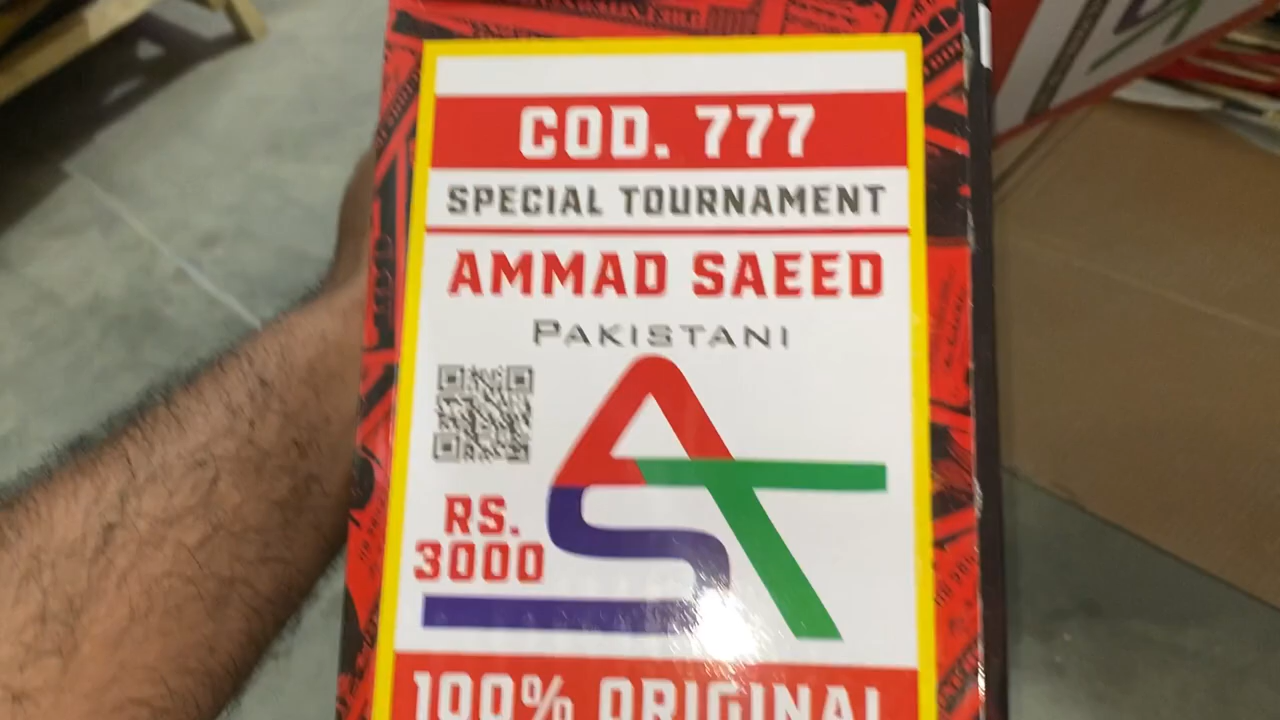 COD. 777
SPECIAL TOURNAMENT
AMMAD SAEED
PAKISTANI
RS.
3000
100% ORIGINAL